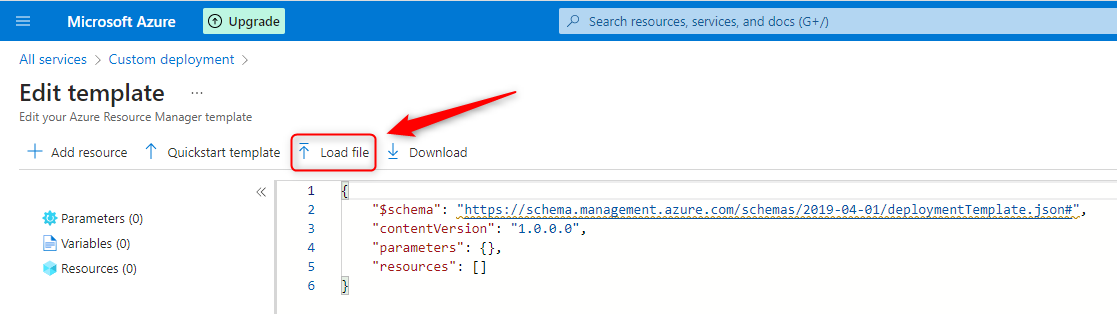 Microsoft Azure Upgrade Search resources, services, and docs (G+/)
All services > Custom deployment >
Edit template ...
Edit your Azure Resource Manager template
+ Add resource Quickstart template Load file Download
«
Parameters (0)
Variables (0)
Resources (0)
1 {
2 "$schema": "https://schema.management.azure.com/schemas/2019-04-01/deploymentTemplate.json#",
3 "contentVersion": "1.0.0.0",
4 "parameters": {},
5 "resources": []
6 }